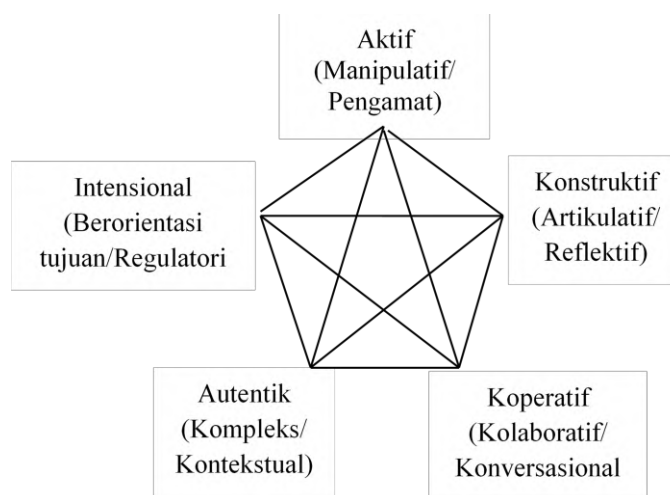 Aktif
(Manipulatif/
Pengamat)
Intensional
(Berorientasi
tujuan/Regulatori
Konstruktif
(Artikulatif/
Reflektif)
Autentik
(Kompleks/
Kontekstual)
Koperatif
(Kolaboratif/
Konversasional